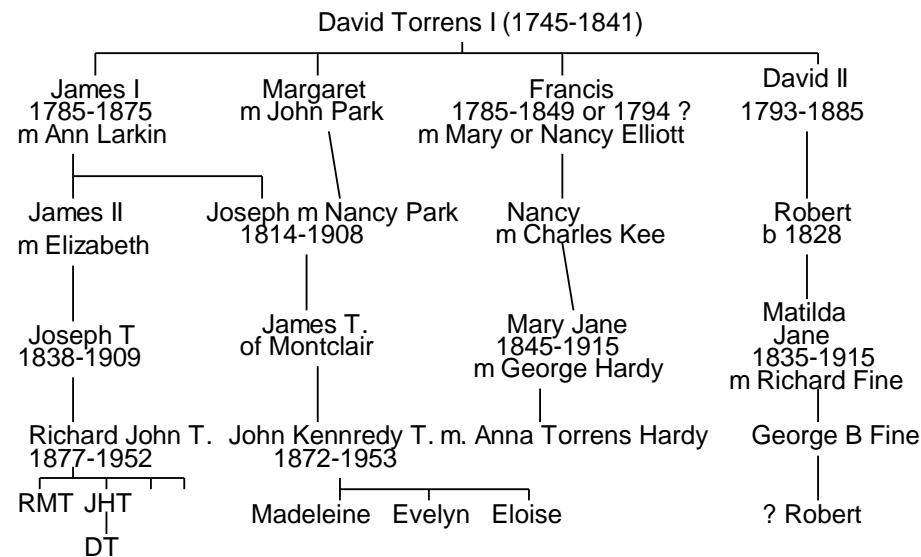 David Torrens I (1745-1841)
James I
1785-1875
m Ann Larkin
Margaret
m John Park
Francis
1785-1849 or 1794 ?
m Mary or Nancy Elliott
David II
1793-1885
James II
m Elizabeth
Joseph m Nancy Park
1814-1908
Nancy
m Charles Kee
Robert
b 1828
Joseph T
1838-1909
James T.
of Montclair
Mary Jane
1845-1915
m George Hardy
Matilda
Jane
1835-1915
m Richard Fine
Richard John T.
1877-1952
John Kennredy T. m. Anna Torrens Hardy
1872-1953
George B Fine
RMT JHT
DT
Madeleine Evelyn Eloise
? Robert